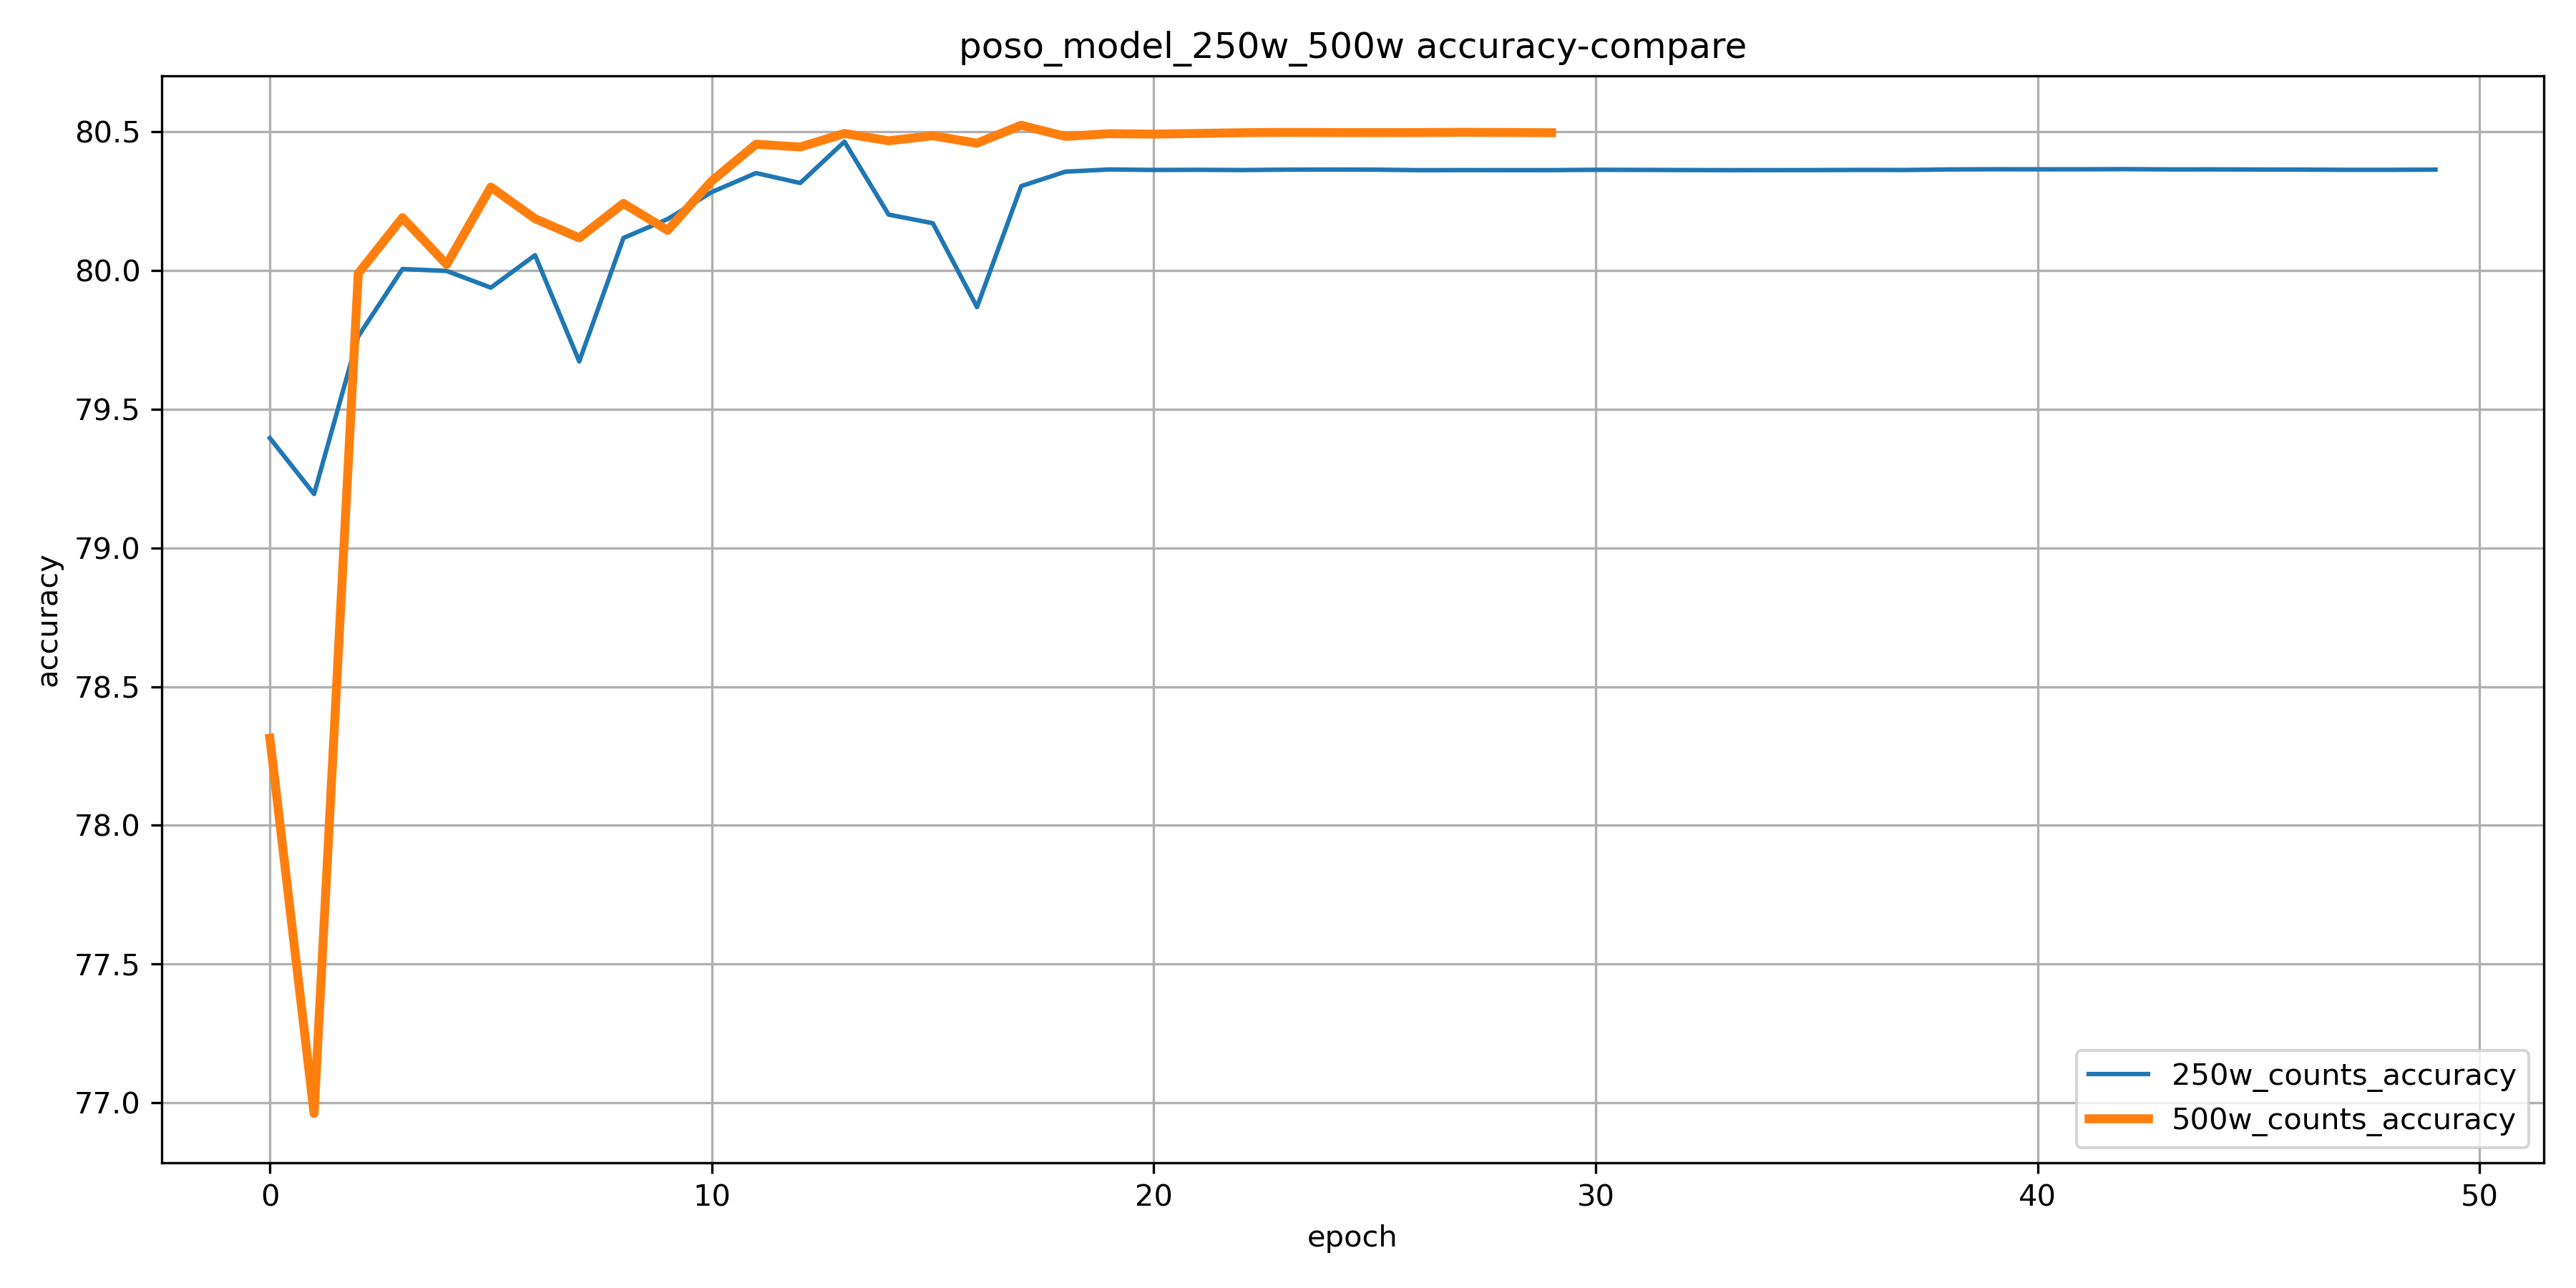 poso_model_250w_500w accuracy-compare
accuracy
80.5
80.0
79.5
79.0
78.5
78.0
77.5
77.0
0 10 20 30 40 50
epoch
250w_counts_accuracy
500w_counts_accuracy